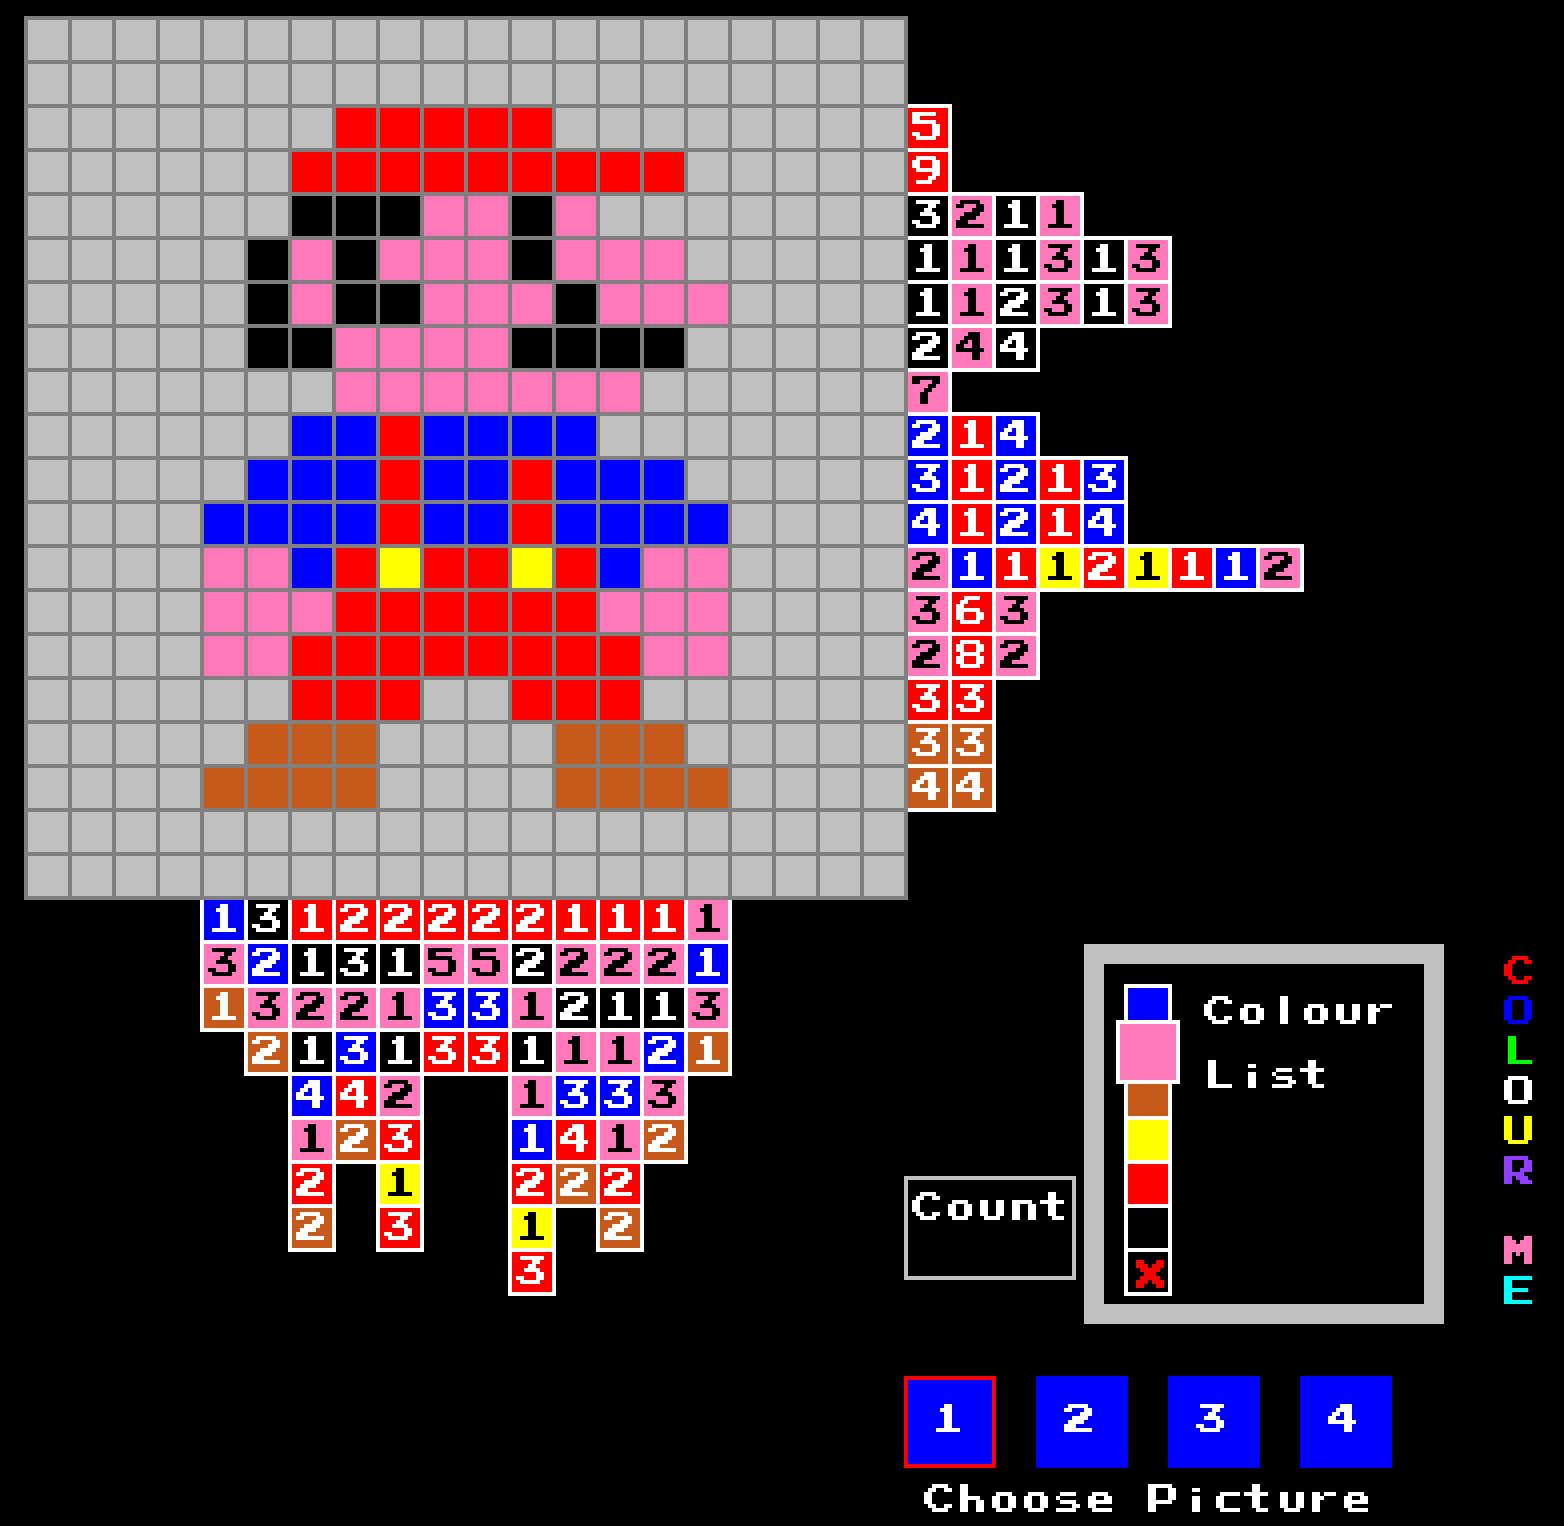 5
9
3 2 1 1
1 1 1 3 1 3
1 1 2 3 1 3
2 4 4
7
2 1 4
3 1 2 1 3
4 1 2 1 4
2 1 1 1 2 1 1 1 2
3 6 3
2 8 2
3 3
3 3
4 4
1 3 1 2 2 2 2 2 1 1 1 1
3 2 1 3 1 5 5 2 2 2 2 1
1 3 2 2 1 3 3 1 2 1 1 3
2 1 3 1 3 3 1 1 1 2 1
4 4 2 1 3 3 3
1 2 3 1 4 1 2
2 1 2 2 2
2 3 1 2
3
Colour
List
x
Count
1 2 3 4
Choose Picture
C
O
L
O
U
R
M
E